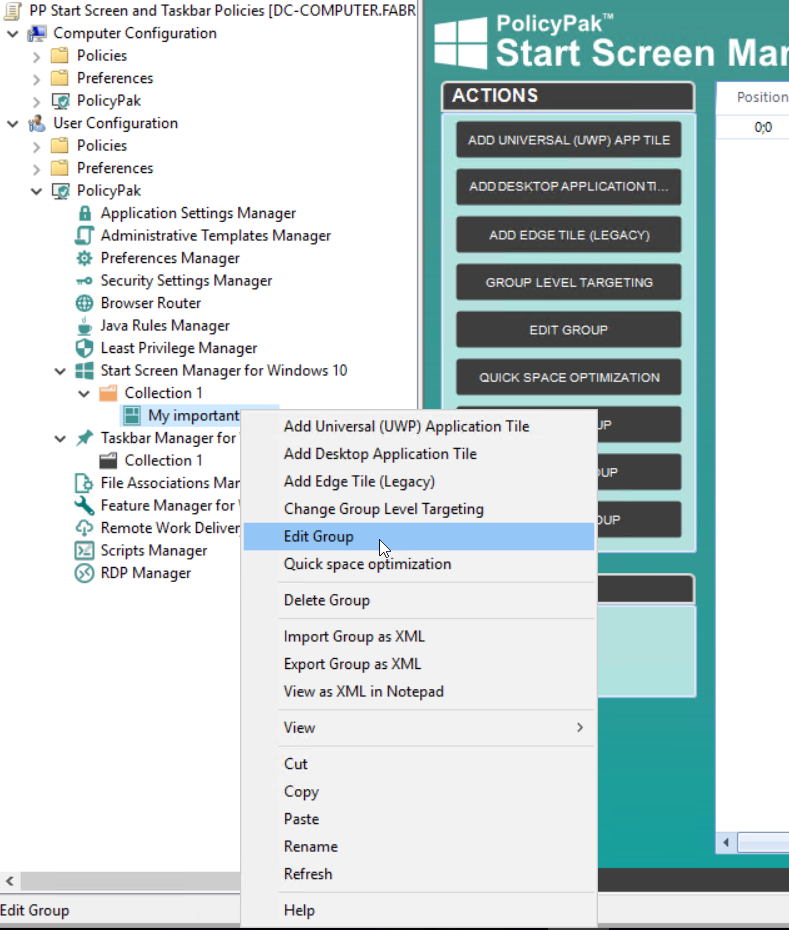 PP Start Screen and Taskbar Policies [DC-COMPUTER.FABR
Computer Configuration
Policies
Preferences
PolicyPak
User Configuration
Policies
Preferences
PolicyPak
Application Settings Manager
Administrative Templates Manager
Preferences Manager
Security Settings Manager
Browser Router
Java Rules Manager
Least Privilege Manager
Start Screen Manager for Windows 10
Collection 1
My important
Taskbar Manager for
Collection 1
File Associations Mar
Feature Manager for
Remote Work Deliver
Scripts Manager
RDP Manager
Edit Group
PolicyPak™
Start Screen Mar
ACTIONS
ADD UNIVERSAL (UWP) APP TILE
ADD DESKTOP APPLICATION TI...
ADD EDGE TILE (LEGACY)
GROUP LEVEL TARGETING
EDIT GROUP
QUICK SPACE OPTIMIZATION
UP
UP
OUP
Position
0;0
Add Universal (UWP) Application Tile
Add Desktop Application Tile
Add Edge Tile (Legacy)
Change Group Level Targeting
Edit Group
Quick space optimization
Delete Group
Import Group as XML
Export Group as XML
View as XML in Notepad
View
Cut
Copy
Paste
Rename
Refresh
Help